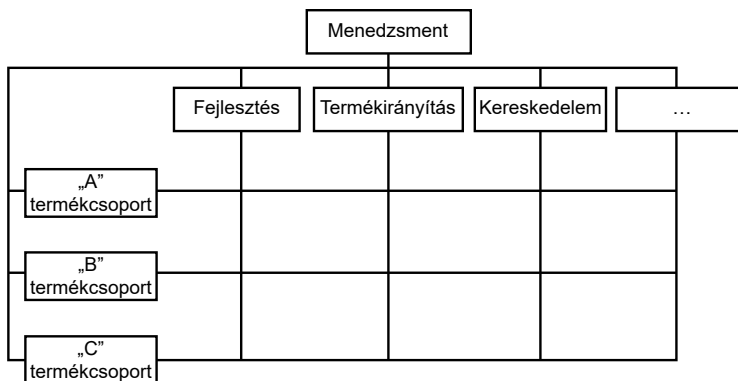 Menedzsment
Fejlesztés
Termékirányítás
Kereskedelem
…
„A”
termékcsoport
„B”
termékcsoport
„C”
termékcsoport